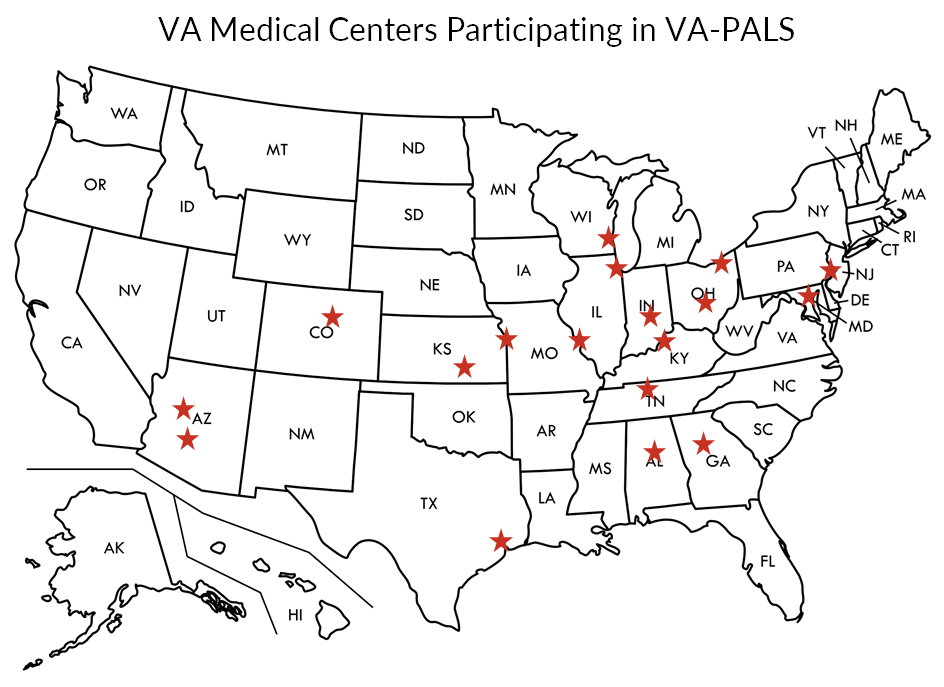 VA Medical Centers Participating in VA-PALS
WA
MT
ND
MN
OR
ID
SD
WI
MI
VT
NH
ME
NY
MA
RI
CT
WY
IA
NE
PA
NJ
NV
UT
CO
IL
IN
OH
DE
MD
CA
KS
MO
KY
WV
VA
AZ
NM
OK
AR
TN
NC
SC
MS
AL
GA
TX
LA
FL
AK
HI